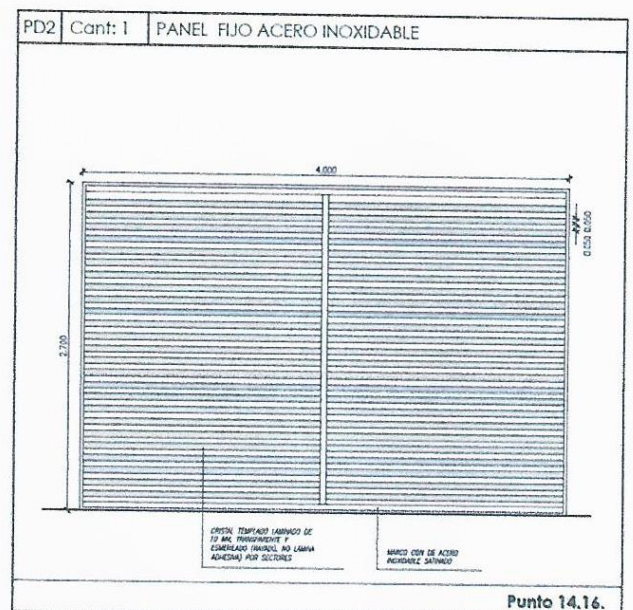 PD2 Cant: 1 PANEL FIJO ACERO INOXIDABLE
4.000
0.050 0.050
2.700
CRISTAL TEMPLADO LAMINADO DE
10 MM, TRANSPARENTE Y
ESMERILADO (RAYADO, NO LAMINA
ADHESIVA) POR SECTORES
MARCO CON DE ACERO
INOXIDABLE SATINADO
Punto 14.16.